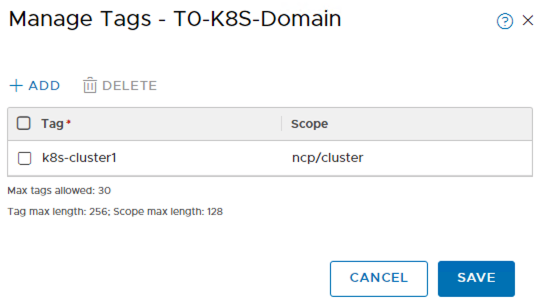 Manage Tags - T0-K8S-Domain
+ ADD DELETE
Tag* Scope
k8s-cluster1 ncp/cluster
Max tags allowed: 30
Tag max length: 256; Scope max length: 128
CANCEL SAVE